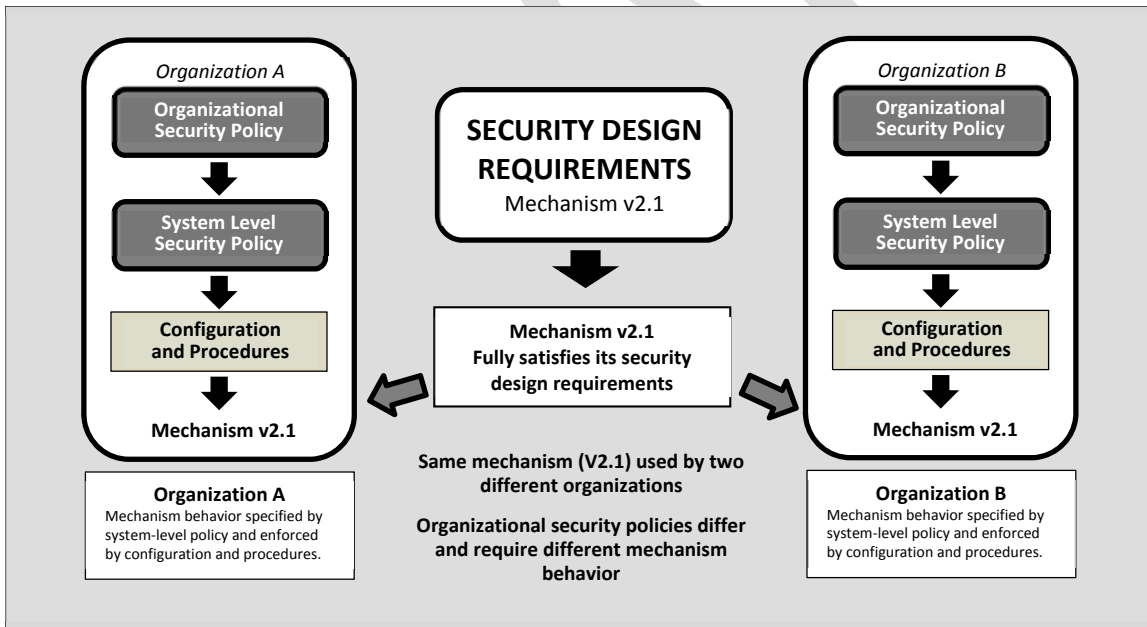 Organization A
Organizational
Security Policy
System Level
Security Policy
Configuration
and Procedures
Mechanism v2.1
Organization A
Mechanism behavior specified by
system-level policy and enforced
by configuration and procedures.
SECURITY DESIGN
REQUIREMENTS
Mechanism v2.1
Mechanism v2.1
Fully satisfies its security
design requirements
Same mechanism (V2.1) used by two
different organizations
Organizational security policies differ
and require different mechanism
behavior
Organization B
Organizational
Security Policy
System Level
Security Policy
Configuration
and Procedures
Mechanism v2.1
Organization B
Mechanism behavior specified by
system-level policy and enforced
by configuration and procedures.